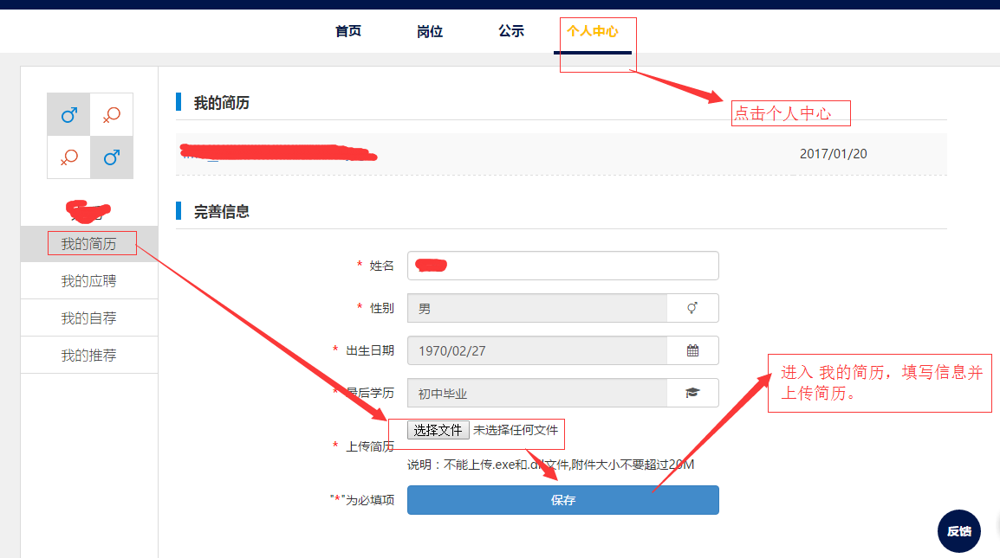 首页 岗位 公示 个人中心
点击个人中心
我的简历
2017/01/20
完善信息
我的简历
我的应聘
我的自荐
我的推荐
* 姓名
* 性别 男
* 出生日期 1970/02/27
* 最后学历 初中毕业
* 上传简历 选择文件 未选择任何文件
说明：不能上传.exe和.dll文件,附件大小不要超过20M
"*"为必填项 保存
进入 我的简历，填写信息并
上传简历。
反馈